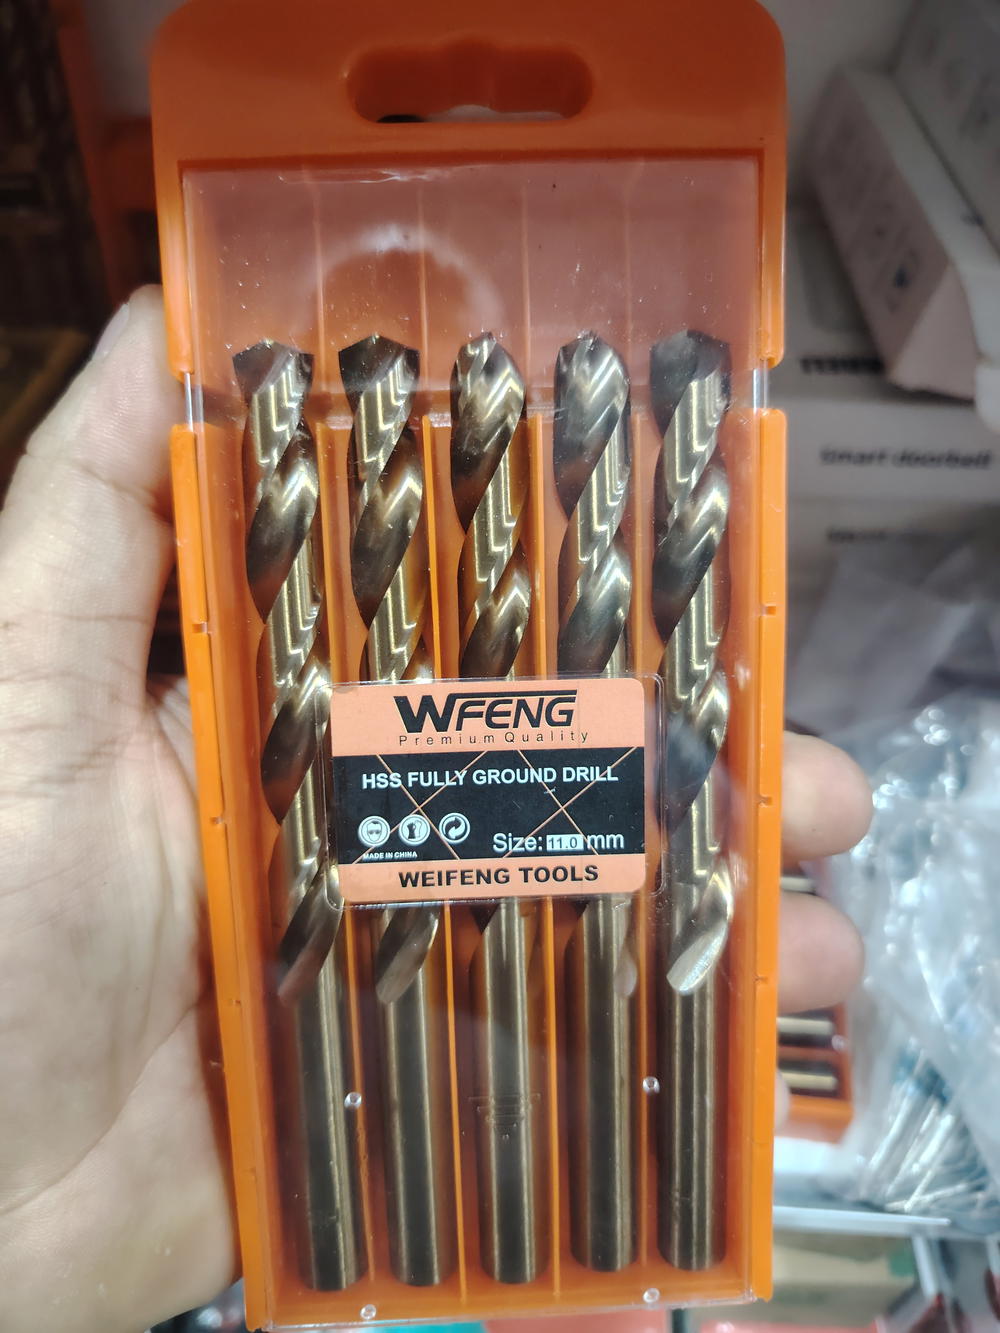 WFENG
Premium Quality
HSS FULLY GROUND DRILL
Size: 11.0 mm
MADE IN CHINA
WEIFENG TOOLS
Smart doorbell